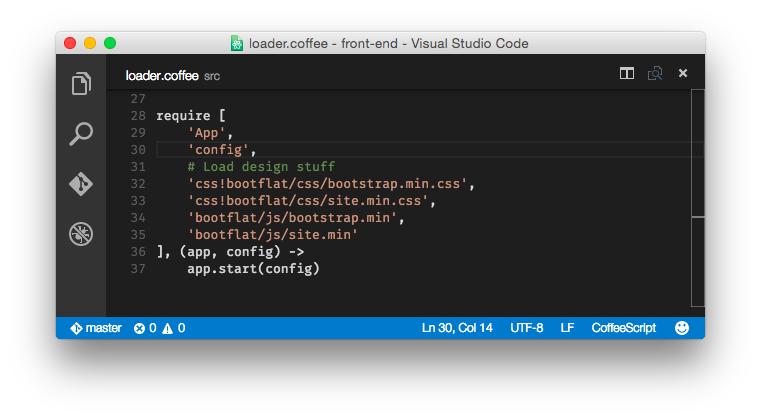 loader.coffee - front-end - Visual Studio Code
loader.coffee src
27
28 require [
29     'App',
30     'config',
31     # Load design stuff
32     'css!bootflat/css/bootstrap.min.css',
33     'css!bootflat/css/site.min.css',
34     'bootflat/js/bootstrap.min',
35     'bootflat/js/site.min'
36 ], (app, config) ->
37     app.start(config)
master 0 0 Ln 30, Col 14 UTF-8 LF CoffeeScript